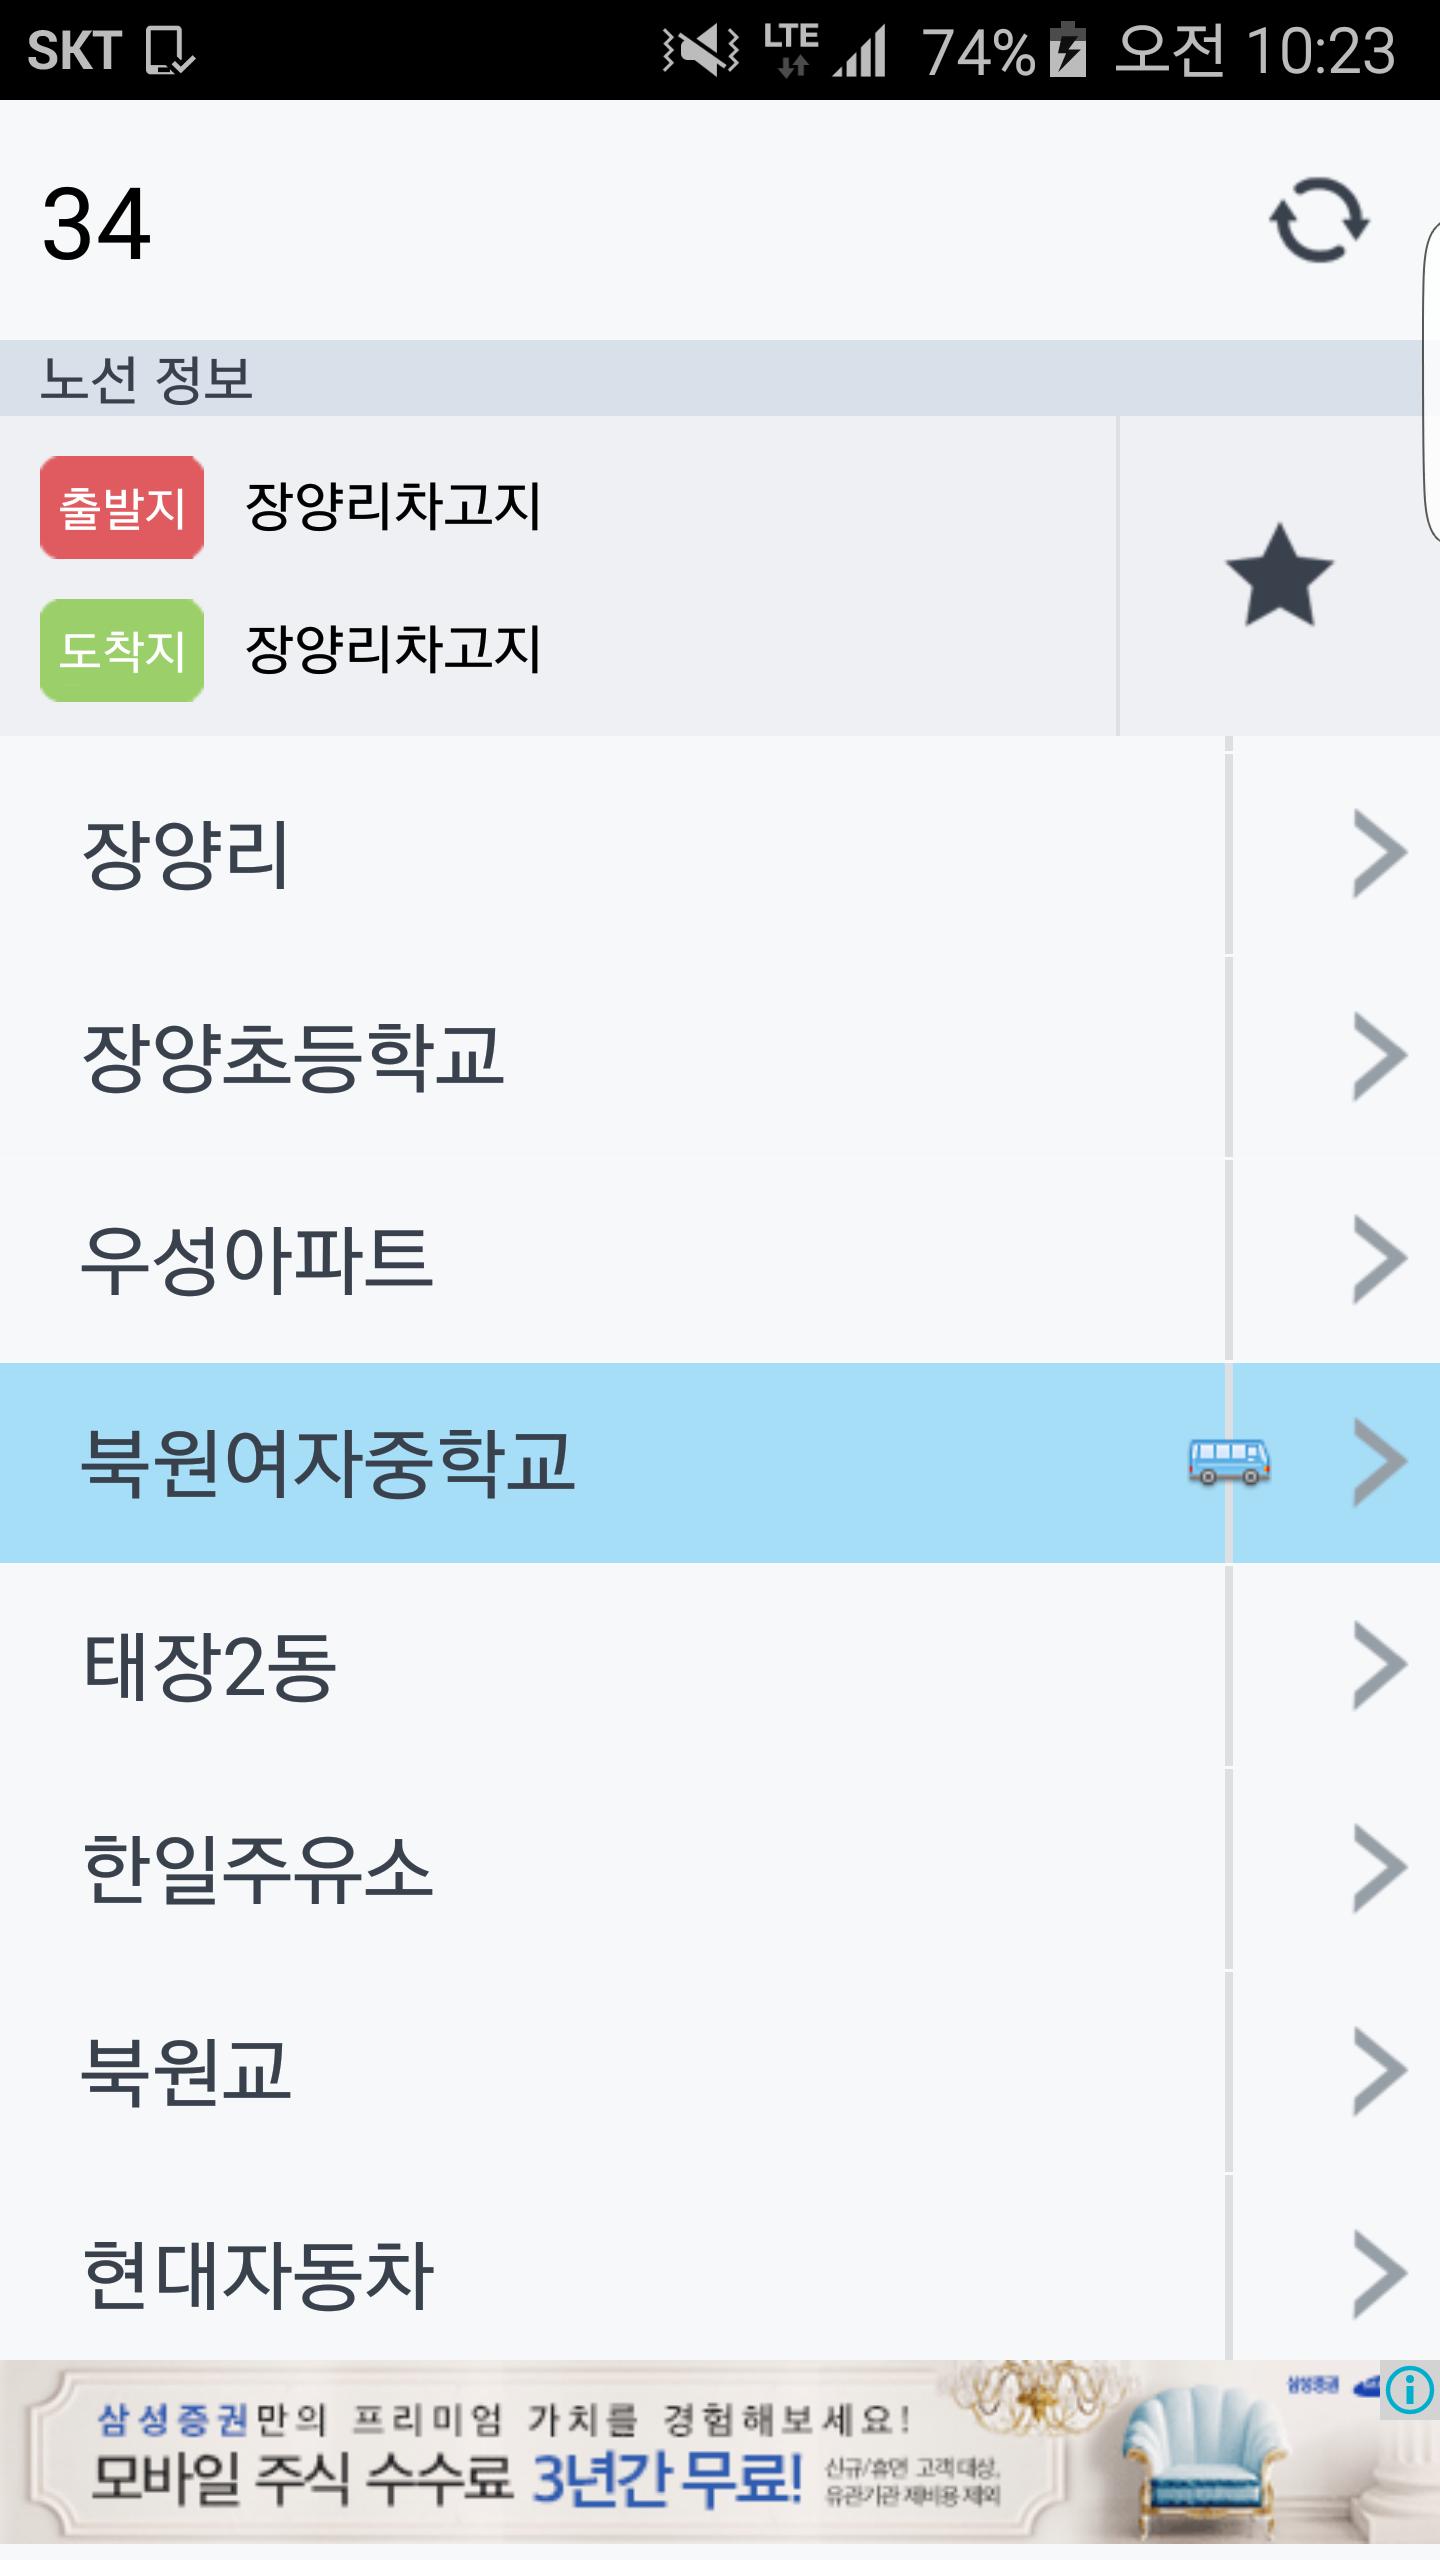 SKT LTE 74% 오전 10:23
34
노선 정보
출발지 장양리차고지
도착지 장양리차고지
장양리
장양초등학교
우성아파트
북원여자중학교
태장2동
한일주유소
북원교
현대자동차
삼성증권만의 프리미엄 가치를 경험해보세요!
삼성증권
모바일 주식 수수료 3년간 무료!
신규/휴면 고객 대상,
유관기관 제비용 제외